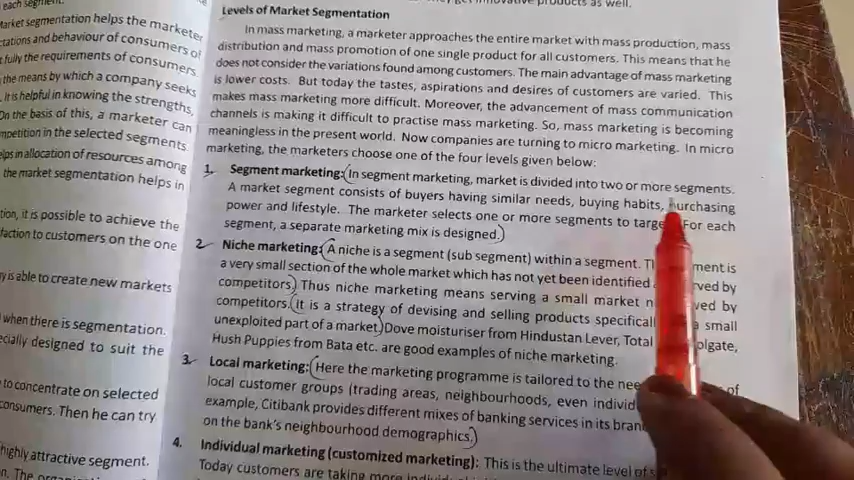 each segment.
Market segmentation helps the marketer
ctations and behaviour of consumers of
fully the requirements of consumers
the means by which a company seeks
It is helpful in knowing the strengths,
On the basis of this, a marketer can
mpetition in the selected segments
elps in allocation of resources among
the market segmentation helps in
tion, it is possible to achieve the
faction to customers on the one
y is able to create new markets
when there is segmentation.
ecially designed to suit the
to concentrate on selected
consumers. Then he can try
highly attractive segment.
innovative products as well.
Levels of Market Segmentation
In mass marketing, a marketer approaches the entire market with mass production, mass
distribution and mass promotion of one single product for all customers. This means that he
does not consider the variations found among customers. The main advantage of mass marketing
is lower costs. But today the tastes, aspirations and desires of customers are varied. This
makes mass marketing more difficult. Moreover, the advancement of mass communication
channels is making it difficult to practise mass marketing. So, mass marketing is becoming
meaningless in the present world. Now companies are turning to micro marketing. In micro
marketing, the marketers choose one of the four levels given below:
1. Segment marketing: In segment marketing, market is divided into two or more segments.
A market segment consists of buyers having similar needs, buying habits, purchasing
power and lifestyle. The marketer selects one or more segments to target. For each
segment, a separate marketing mix is designed.
2. Niche marketing: A niche is a segment (sub segment) within a segment. ment is
a very small section of the whole market which has not yet been identified ved by
competitors. Thus niche marketing means serving a small market ved by
competitors. It is a strategy of devising and selling products specifical a small
unexploited part of a market. Dove moisturiser from Hindustan Lever, Total olgate,
Hush Puppies from Bata etc. are good examples of niche marketing.
3. Local marketing: Here the marketing programme is tailored to the nee of
local customer groups (trading areas, neighbourhoods, even individ
example, Citibank provides different mixes of banking services in its bran
on the bank's neighbourhood demographics.
4. Individual marketing (customized marketing): This is the ultimate level of
Today customers are taking more